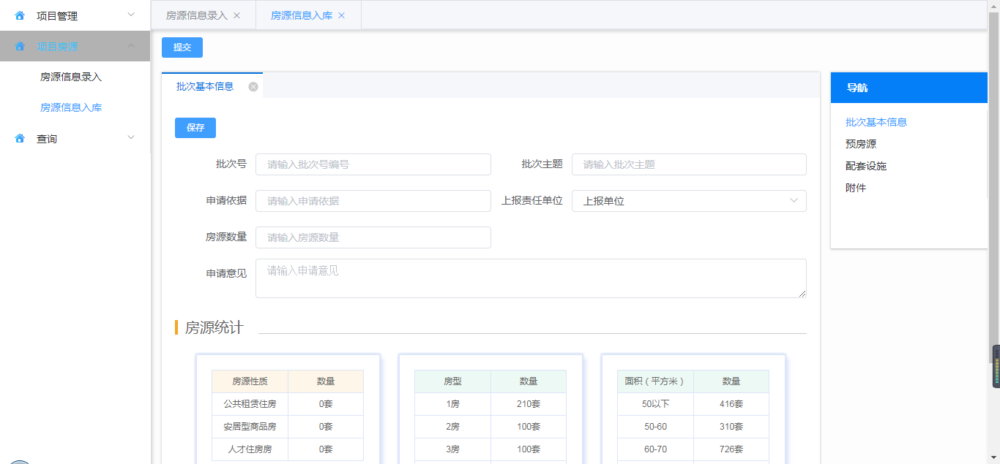 项目管理
项目房源
房源信息录入
房源信息入库
查询
房源信息录入
房源信息入库
提交
批次基本信息
保存
批次号 请输入批次号编号 批次主题 请输入批次主题
申请依据 请输入申请依据 上报责任单位 上报单位
房源数量 请输入房源数量
申请意见 请输入申请意见
房源统计
房源性质 数量
公共租赁住房 0套
安居型商品房 0套
人才住房房 0套
房型 数量
1房 210套
2房 100套
3房 100套
面积（平方米） 数量
50以下 416套
50-60 310套
60-70 726套
导航
批次基本信息
预房源
配套设施
附件